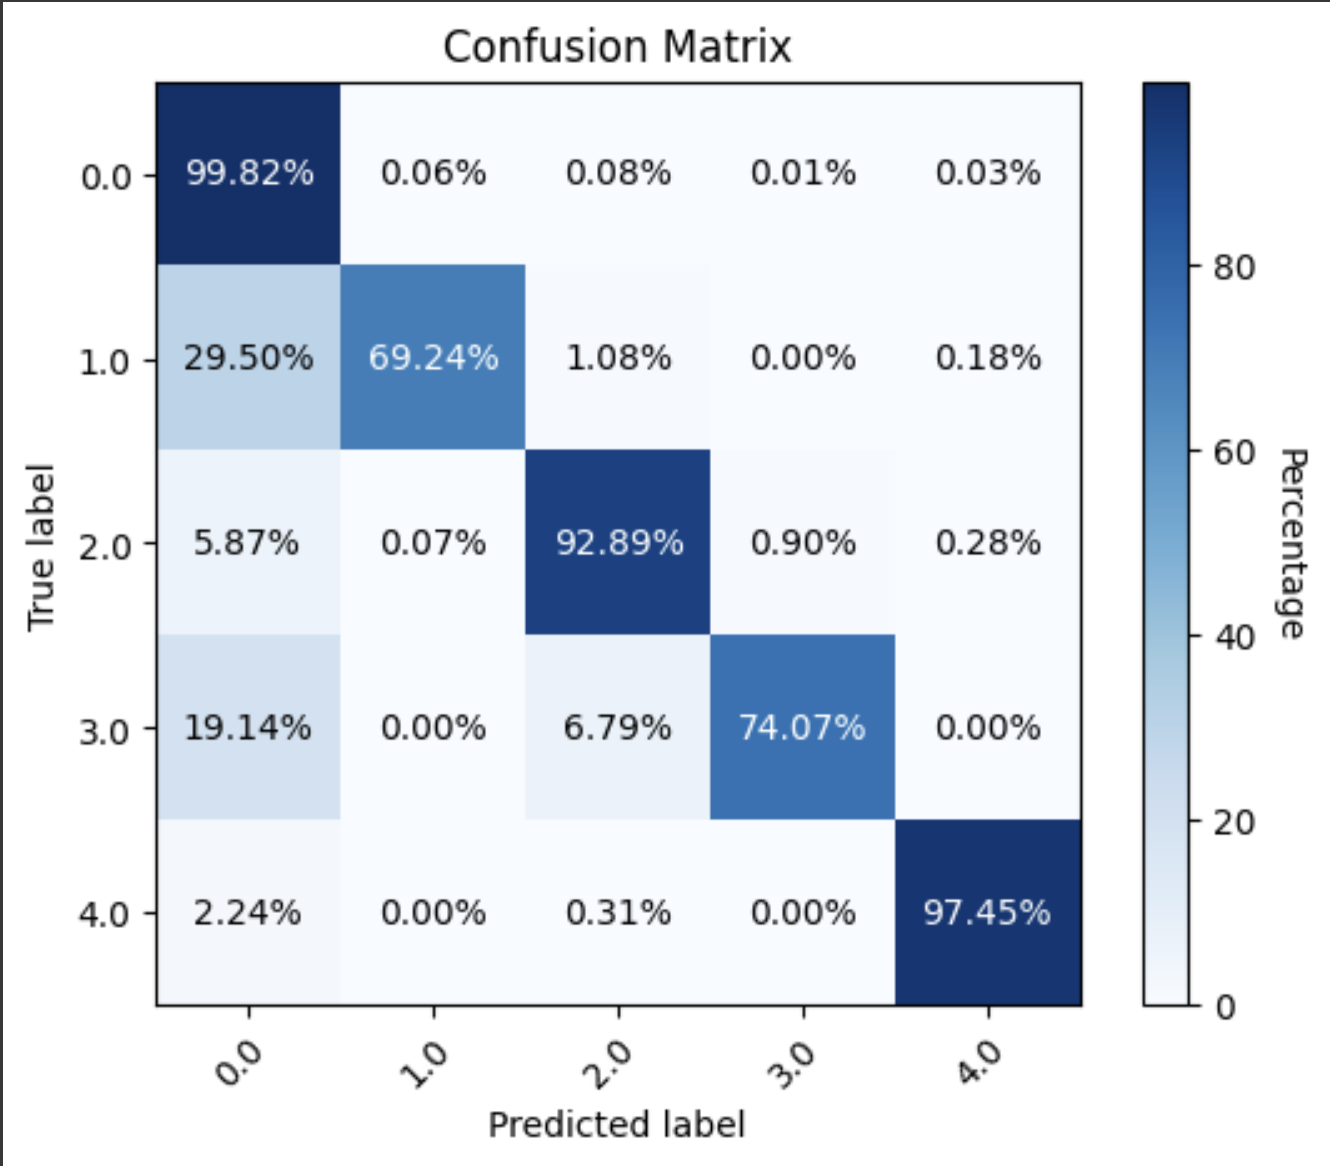 Confusion Matrix
0.0 99.82% 0.06% 0.08% 0.01% 0.03%
80
1.0 29.50% 69.24% 1.08% 0.00% 0.18%
60
True label
Percentage
2.0 5.87% 0.07% 92.89% 0.90% 0.28%
40
3.0 19.14% 0.00% 6.79% 74.07% 0.00%
20
4.0 2.24% 0.00% 0.31% 0.00% 97.45%
0
0.0 1.0 2.0 3.0 4.0
Predicted label